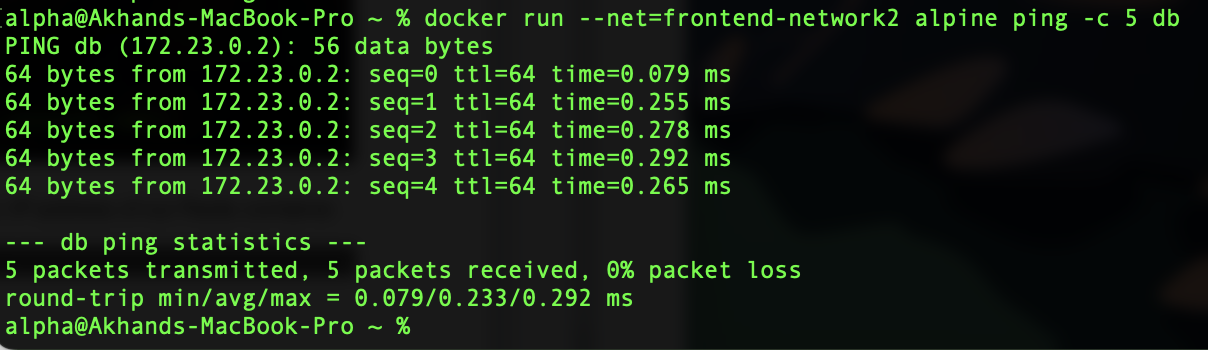 alpha@Akhands-MacBook-Pro ~ % docker run --net=frontend-network2 alpine ping -c 5 db
PING db (172.23.0.2): 56 data bytes
64 bytes from 172.23.0.2: seq=0 ttl=64 time=0.079 ms
64 bytes from 172.23.0.2: seq=1 ttl=64 time=0.255 ms
64 bytes from 172.23.0.2: seq=2 ttl=64 time=0.278 ms
64 bytes from 172.23.0.2: seq=3 ttl=64 time=0.292 ms
64 bytes from 172.23.0.2: seq=4 ttl=64 time=0.265 ms
--- db ping statistics ---
5 packets transmitted, 5 packets received, 0% packet loss
round-trip min/avg/max = 0.079/0.233/0.292 ms
alpha@Akhands-MacBook-Pro ~ %